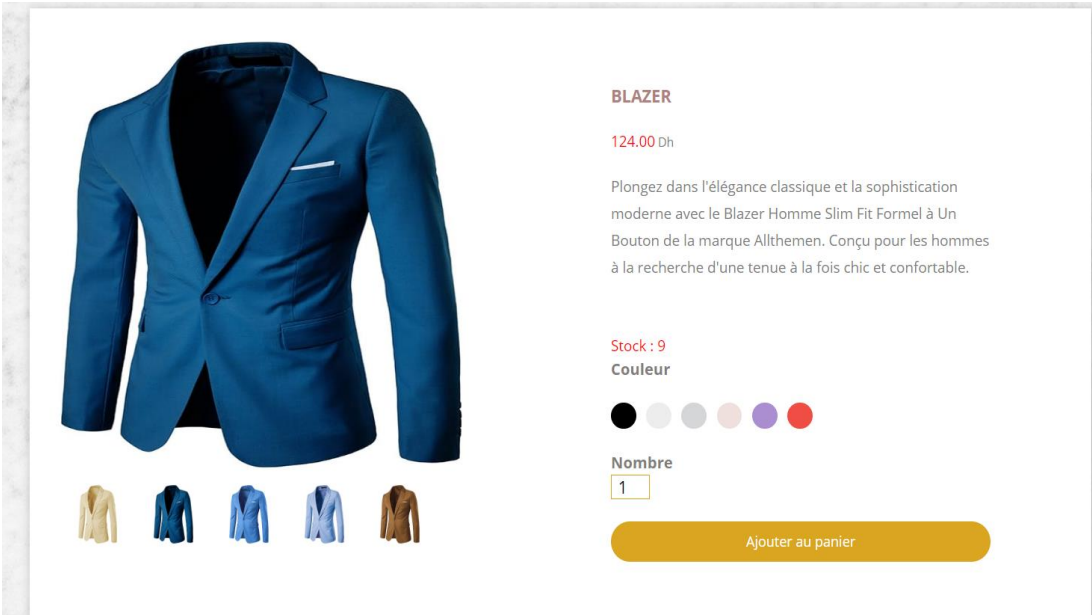 BLAZER
124.00 Dh
Plongez dans l'élégance classique et la sophistication
moderne avec le Blazer Homme Slim Fit Formel à Un
Bouton de la marque Allthemen. Conçu pour les hommes
à la recherche d'une tenue à la fois chic et confortable.
Stock : 9
Couleur
Nombre
1
Ajouter au panier